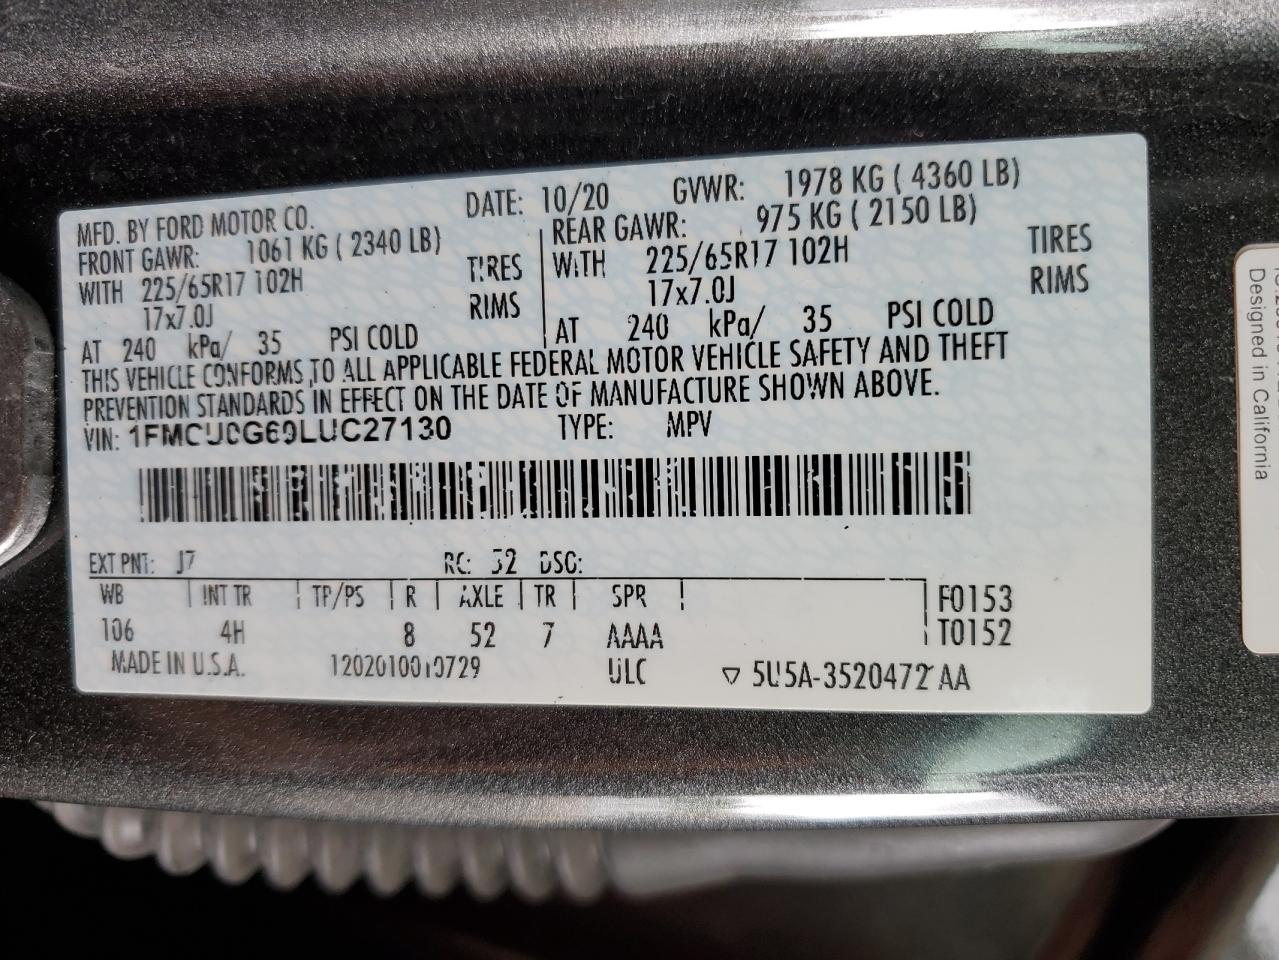 MFD. BY FORD MOTOR CO.
DATE: 10/20 GVWR: 1978 KG ( 4360 LB)
FRONT GAWR: 1061 KG ( 2340 LB)
WITH 225/65R17 102H TIRES
17x7.0J RIMS
AT 240 kPa/ 35 PSI COLD
REAR GAWR: 975 KG ( 2150 LB)
WITH 225/65R17 102H TIRES
17x7.0J RIMS
AT 240 kPa/ 35 PSI COLD
THIS VEHICLE CONFORMS TO ALL APPLICABLE FEDERAL MOTOR VEHICLE SAFETY AND THEFT
PREVENTION STANDARDS IN EFFECT ON THE DATE OF MANUFACTURE SHOWN ABOVE.
VIN: 1FMCU0G69LUC27130 TYPE: MPV
EXT PNT: J7 RC: 52 DSO:
WB INT TR TP/PS R AXLE TR SPR
106 4H 8 52 7 AAAA
F0153
T0152
MADE IN U.S.A. 1202010010729 ULC ▽ 5U5A-3520472 AA
Designed in California